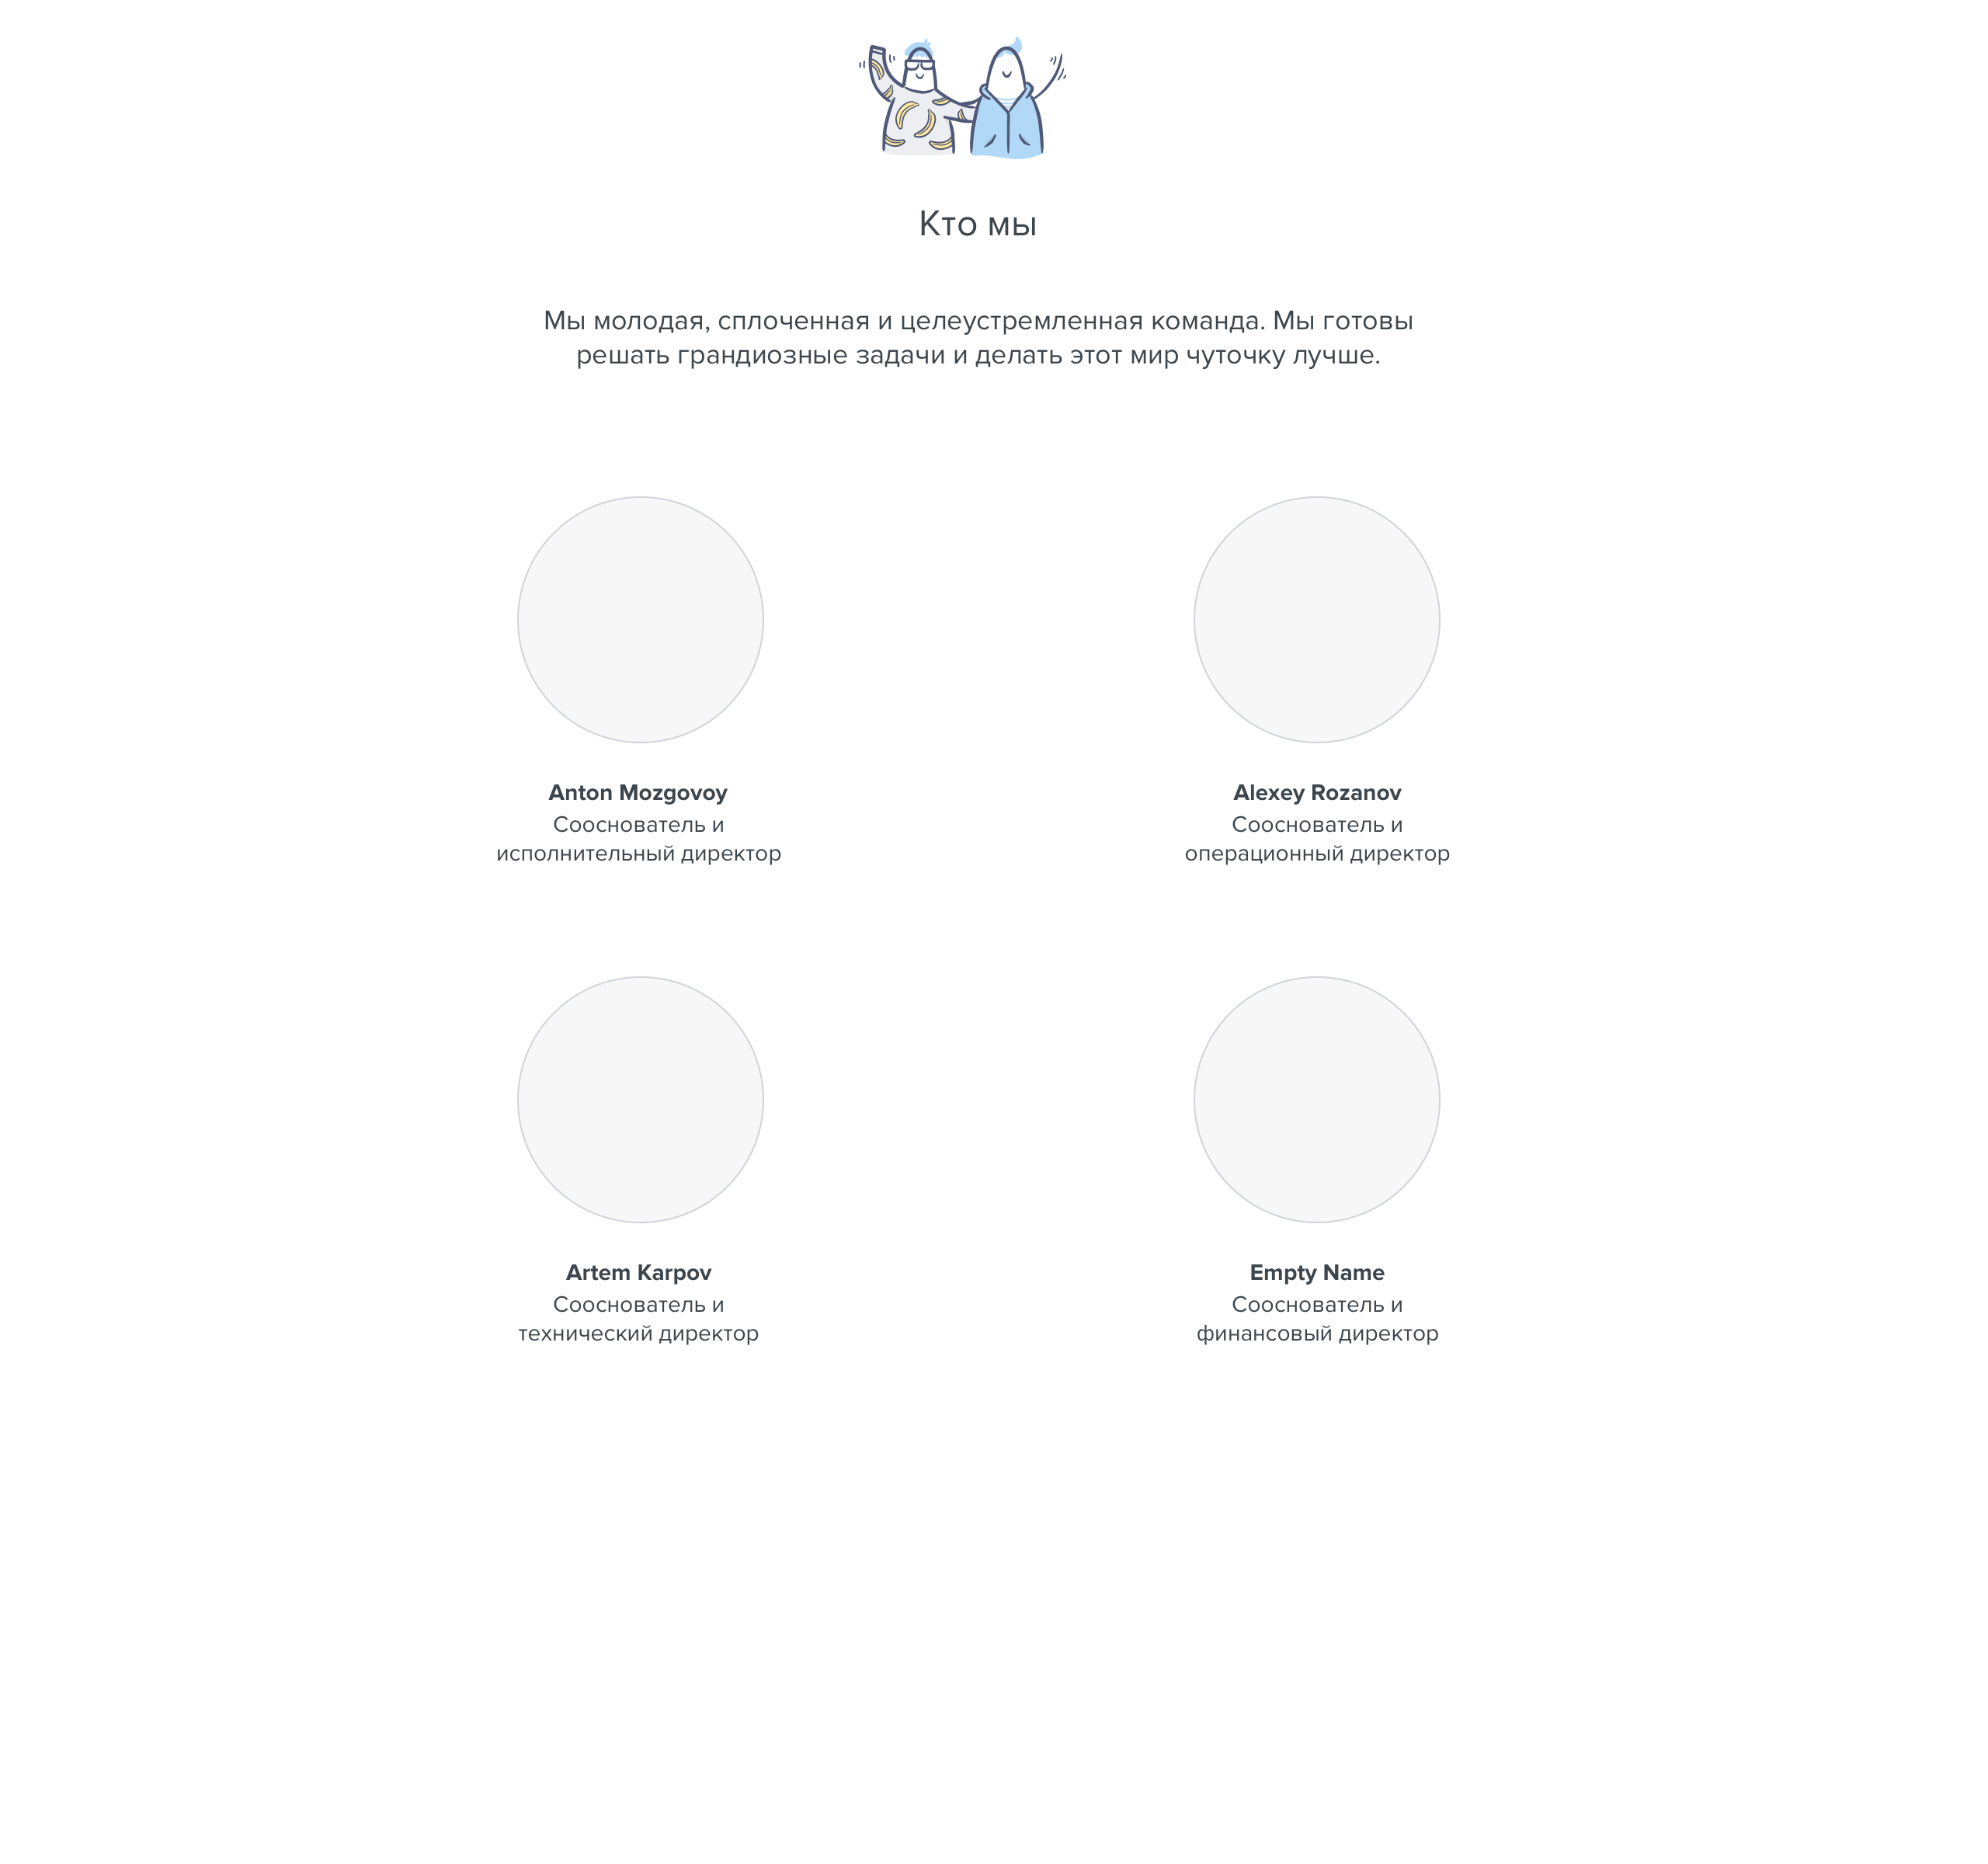 Кто мы
Мы молодая, сплоченная и целеустремленная команда. Мы готовы
решать грандиозные задачи и делать этот мир чуточку лучше.
Anton Mozgovoy
Сооснователь и
исполнительный директор
Alexey Rozanov
Сооснователь и
операционный директор
Artem Karpov
Сооснователь и
технический директор
Empty Name
Сооснователь и
финансовый директор